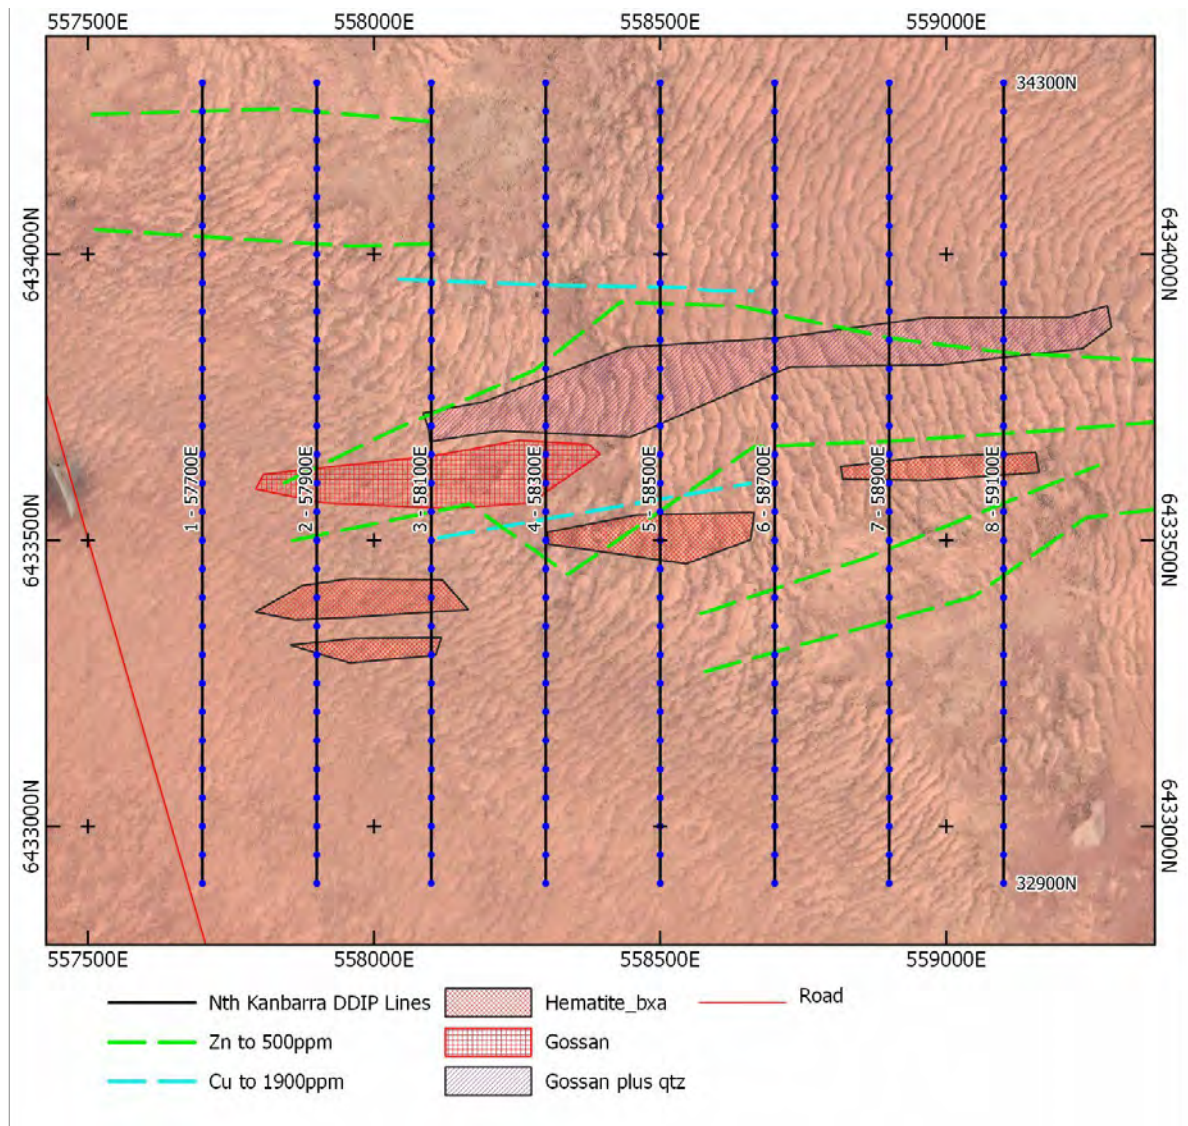 557500E 558000E 558500E 559000E
34300N
6434000N 6434000N
1 - 57700E 2 - 57900E 3 - 58100E 4 - 58300E 5 - 58500E 6 - 58700E 7 - 58900E 8 - 59100E
6433500N 6433500N
6433000N 6433000N
32900N
557500E 558000E 558500E 559000E
Nth Kanbarra DDIP Lines Hematite_bxa Road
Zn to 500ppm Gossan
Cu to 1900ppm Gossan plus qtz